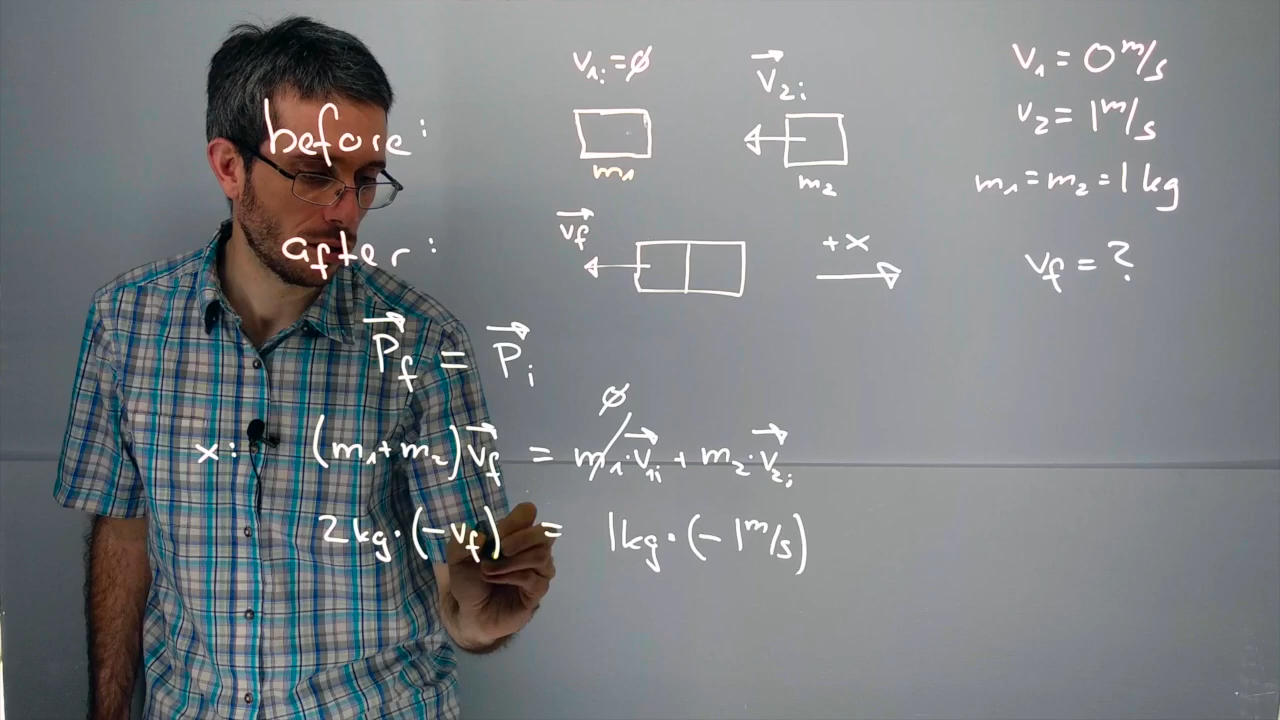 v₁ᵢ=∅ v⃗₂ᵢ v₁ = 0 m/s
before: v₂ = 1 m/s
m₁ m₂ m₁ = m₂ = 1 kg
after: v⃗f +x vf = ?
P⃗f = P⃗ᵢ
∅
x: (m₁+m₂) v⃗f = m₁·v⃗₁ᵢ + m₂·v⃗₂ᵢ
2kg·(-vf) = 1kg·(-1 m/s)